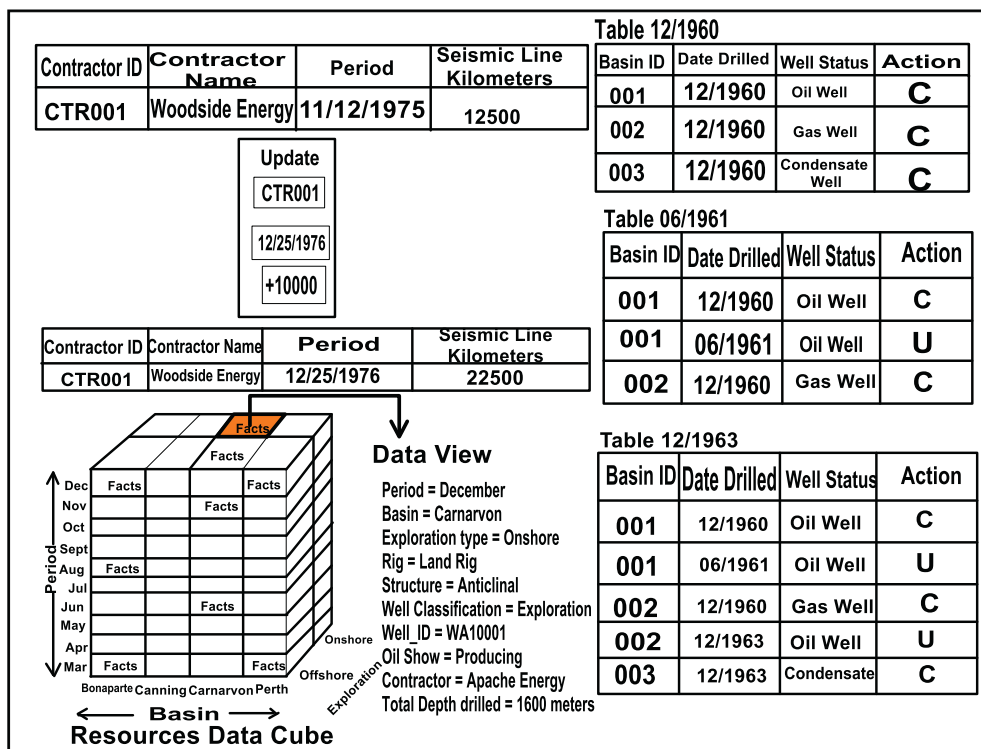 Contractor ID Contractor Name Period Seismic Line Kilometers
CTR001 Woodside Energy 11/12/1975 12500
Update
CTR001
12/25/1976
+10000
Contractor ID Contractor Name Period Seismic Line Kilometers
CTR001 Woodside Energy 12/25/1976 22500
Table 12/1960
Basin ID Date Drilled Well Status Action
001 12/1960 Oil Well C
002 12/1960 Gas Well C
003 12/1960 Condensate Well C
Table 06/1961
Basin ID Date Drilled Well Status Action
001 12/1960 Oil Well C
001 06/1961 Oil Well U
002 12/1960 Gas Well C
Table 12/1963
Basin ID Date Drilled Well Status Action
001 12/1960 Oil Well C
001 06/1961 Oil Well U
002 12/1960 Gas Well C
002 12/1963 Oil Well U
003 12/1963 Condensate C
Facts
Facts
Dec Facts Facts
Nov Facts
Oct
Sept
Aug Facts
Jul
Jun Facts
May
Apr
Mar Facts Facts
Period
Onshore
Offshore
Exploration
Bonaparte Canning Carnarvon Perth
Basin
Resources Data Cube
Data View
Period = December
Basin = Carnarvon
Exploration type = Onshore
Rig = Land Rig
Structure = Anticlinal
Well Classification = Exploration
Well_ID = WA10001
Oil Show = Producing
Contractor = Apache Energy
Total Depth drilled = 1600 meters